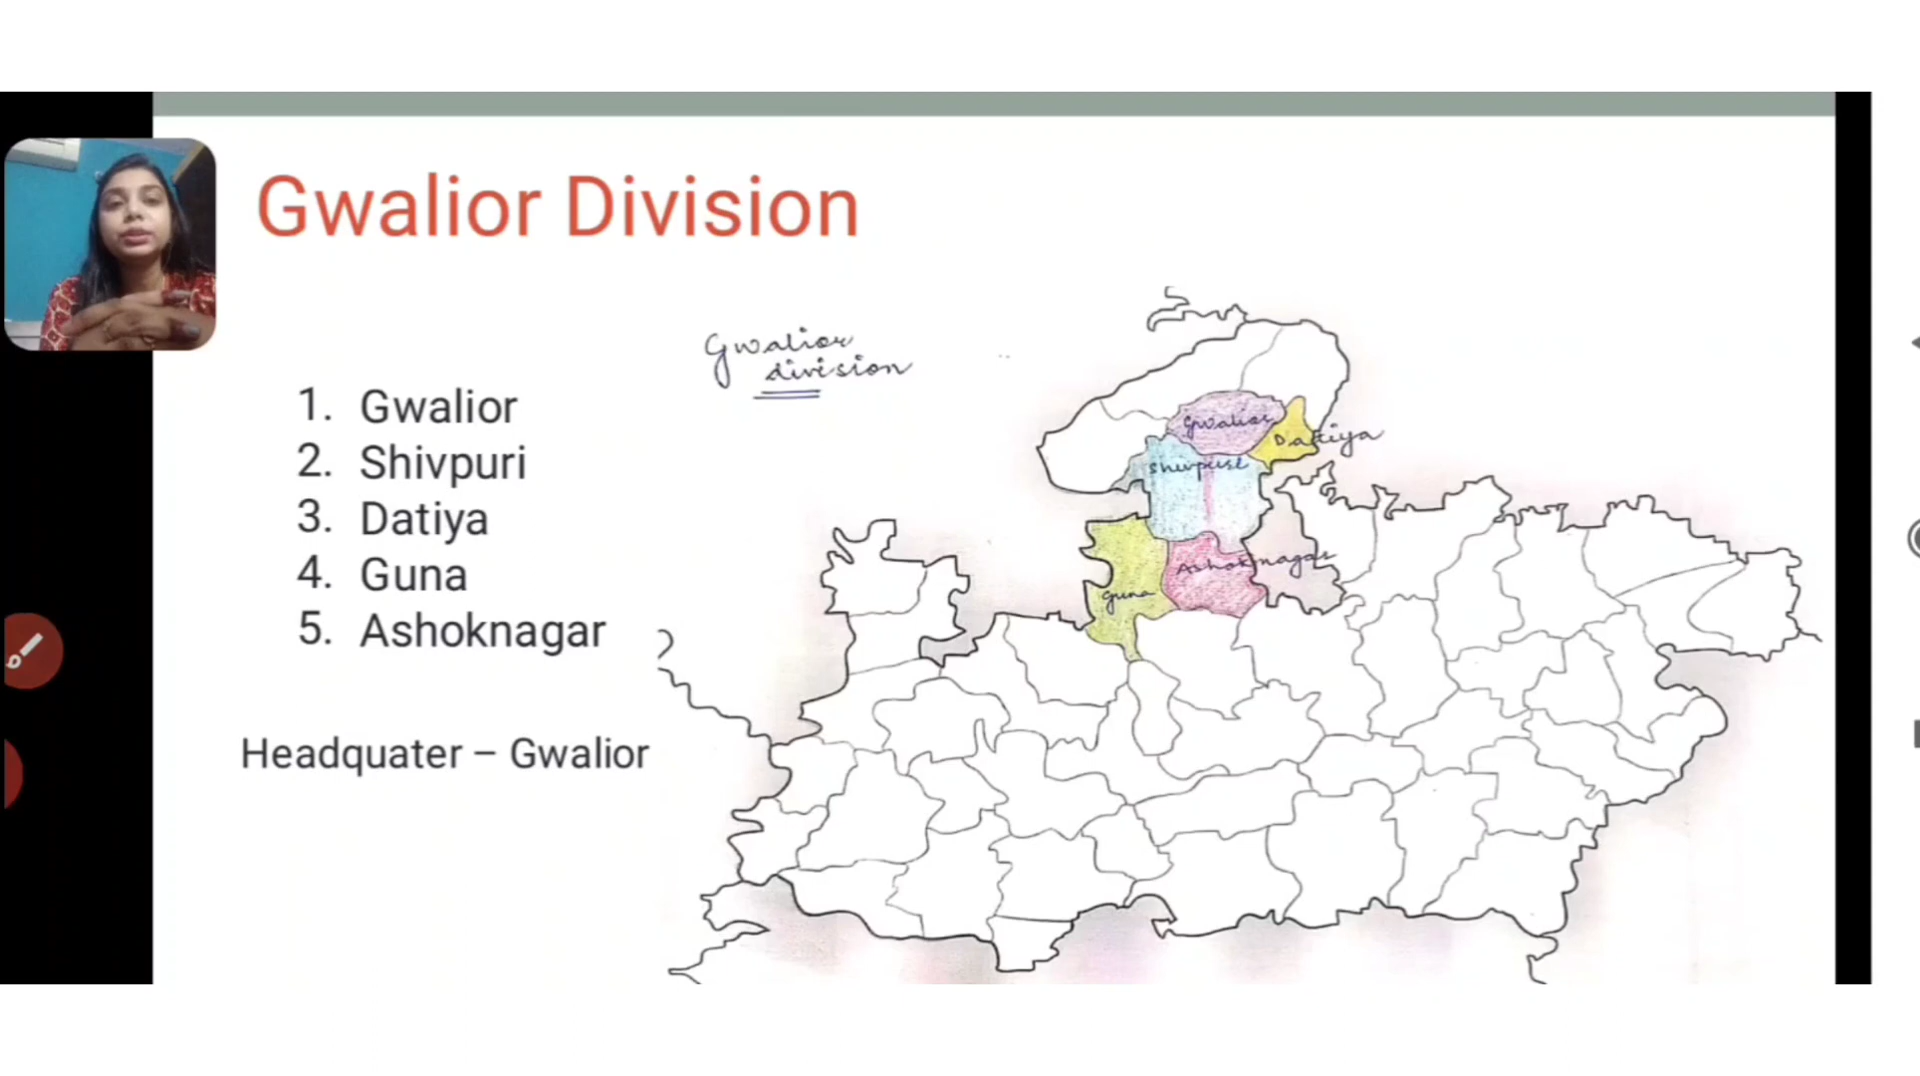 Gwalior Division
Gwalior
division
1. Gwalior
2. Shivpuri
3. Datiya
4. Guna
5. Ashoknagar
Headquater – Gwalior
Gwalior
Datiya
Shivpuri
Ashoknagar
Guna